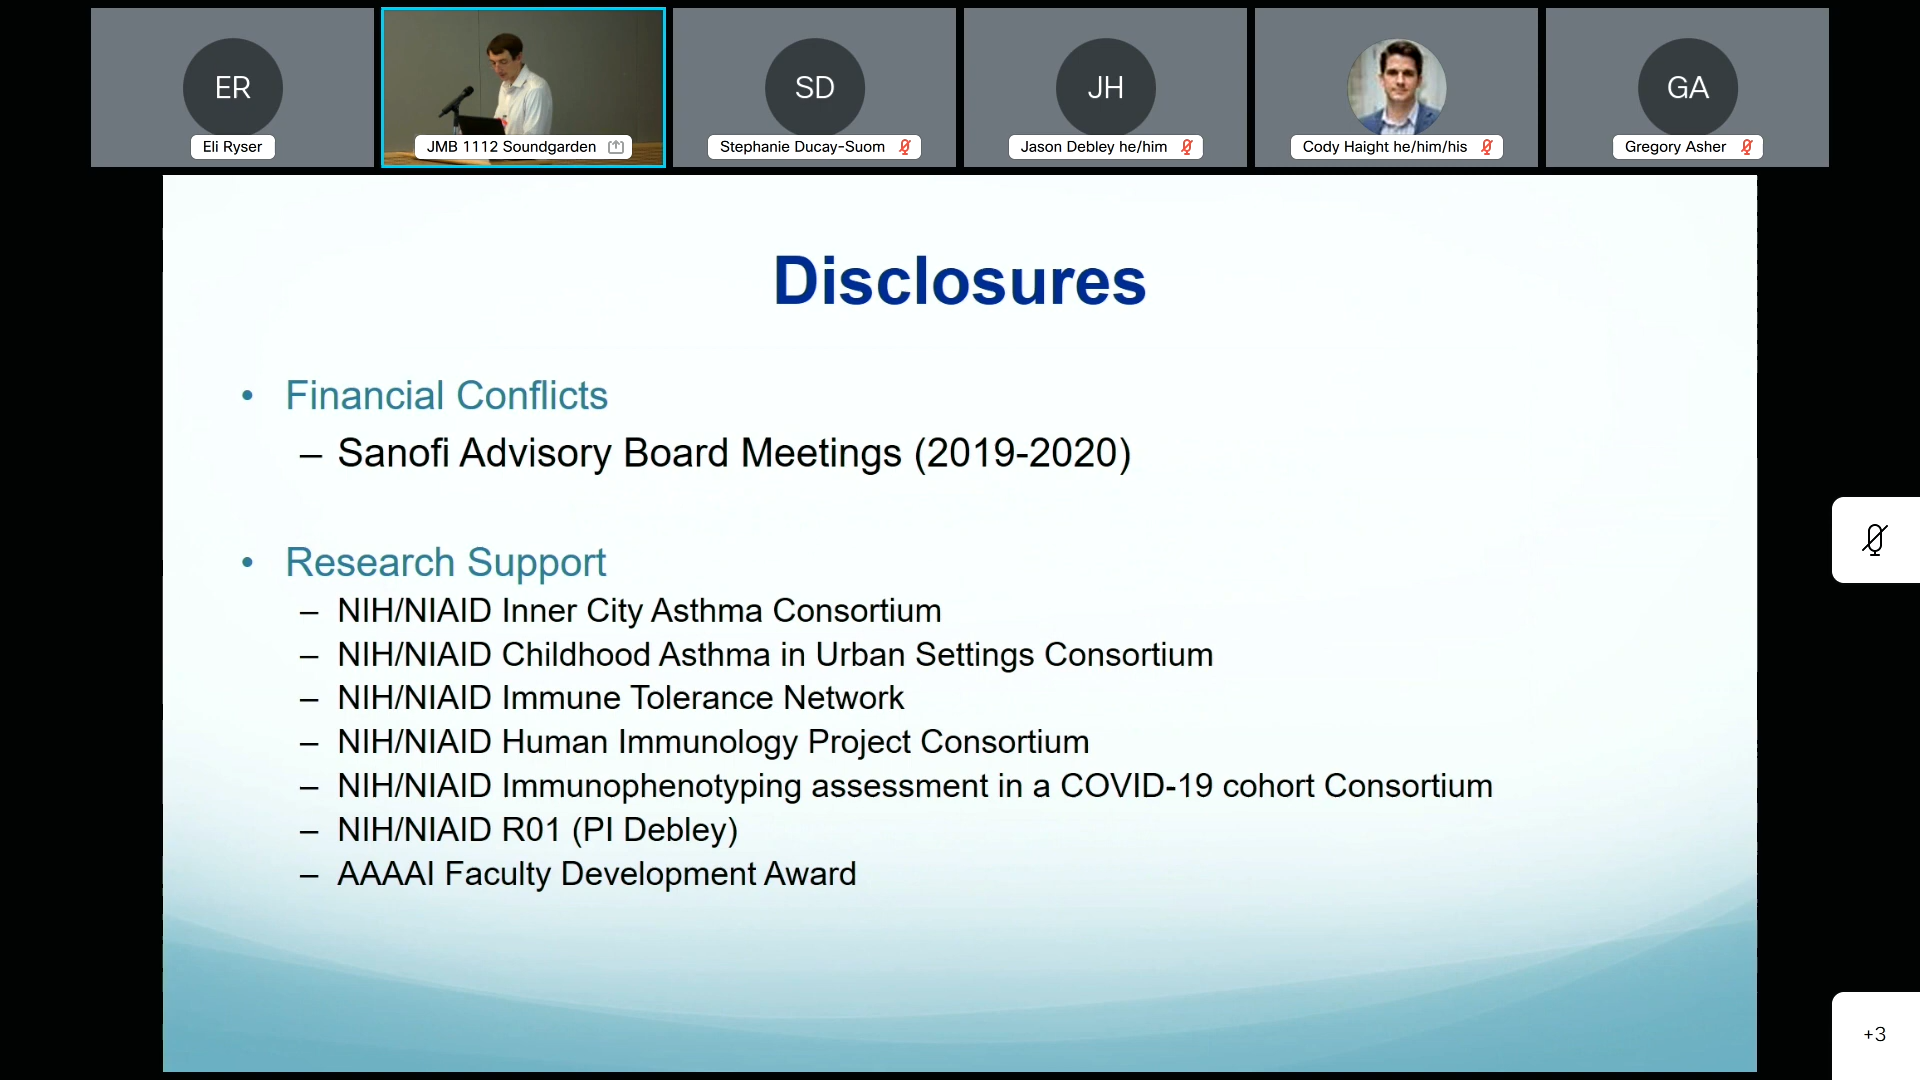 ER
Eli Ryser
JMB 1112 Soundgarden
SD
Stephanie Ducay-Suom
JH
Jason Debley he/him
Cody Haight he/him/his
GA
Gregory Asher
Disclosures
• Financial Conflicts
– Sanofi Advisory Board Meetings (2019-2020)
• Research Support
– NIH/NIAID Inner City Asthma Consortium
– NIH/NIAID Childhood Asthma in Urban Settings Consortium
– NIH/NIAID Immune Tolerance Network
– NIH/NIAID Human Immunology Project Consortium
– NIH/NIAID Immunophenotyping assessment in a COVID-19 cohort Consortium
– NIH/NIAID R01 (PI Debley)
– AAAAI Faculty Development Award
+3